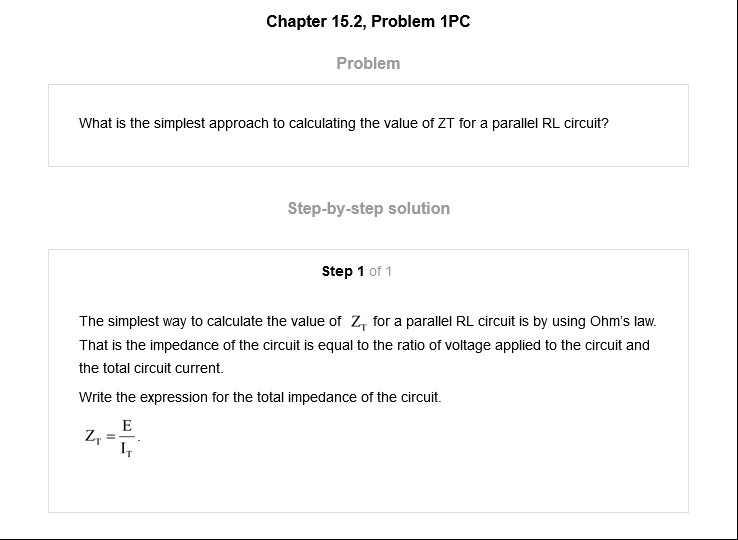 Chapter 15.2, Problem 1PC
Problem
What is the simplest approach to calculating the value of ZT for a parallel RL circuit?
Step-by-step solution
Step 1 of 1
The simplest way to calculate the value of Z_T for a parallel RL circuit is by using Ohm's law.
That is the impedance of the circuit is equal to the ratio of voltage applied to the circuit and
the total circuit current.
Write the expression for the total impedance of the circuit.
Z_T = E/I_T.